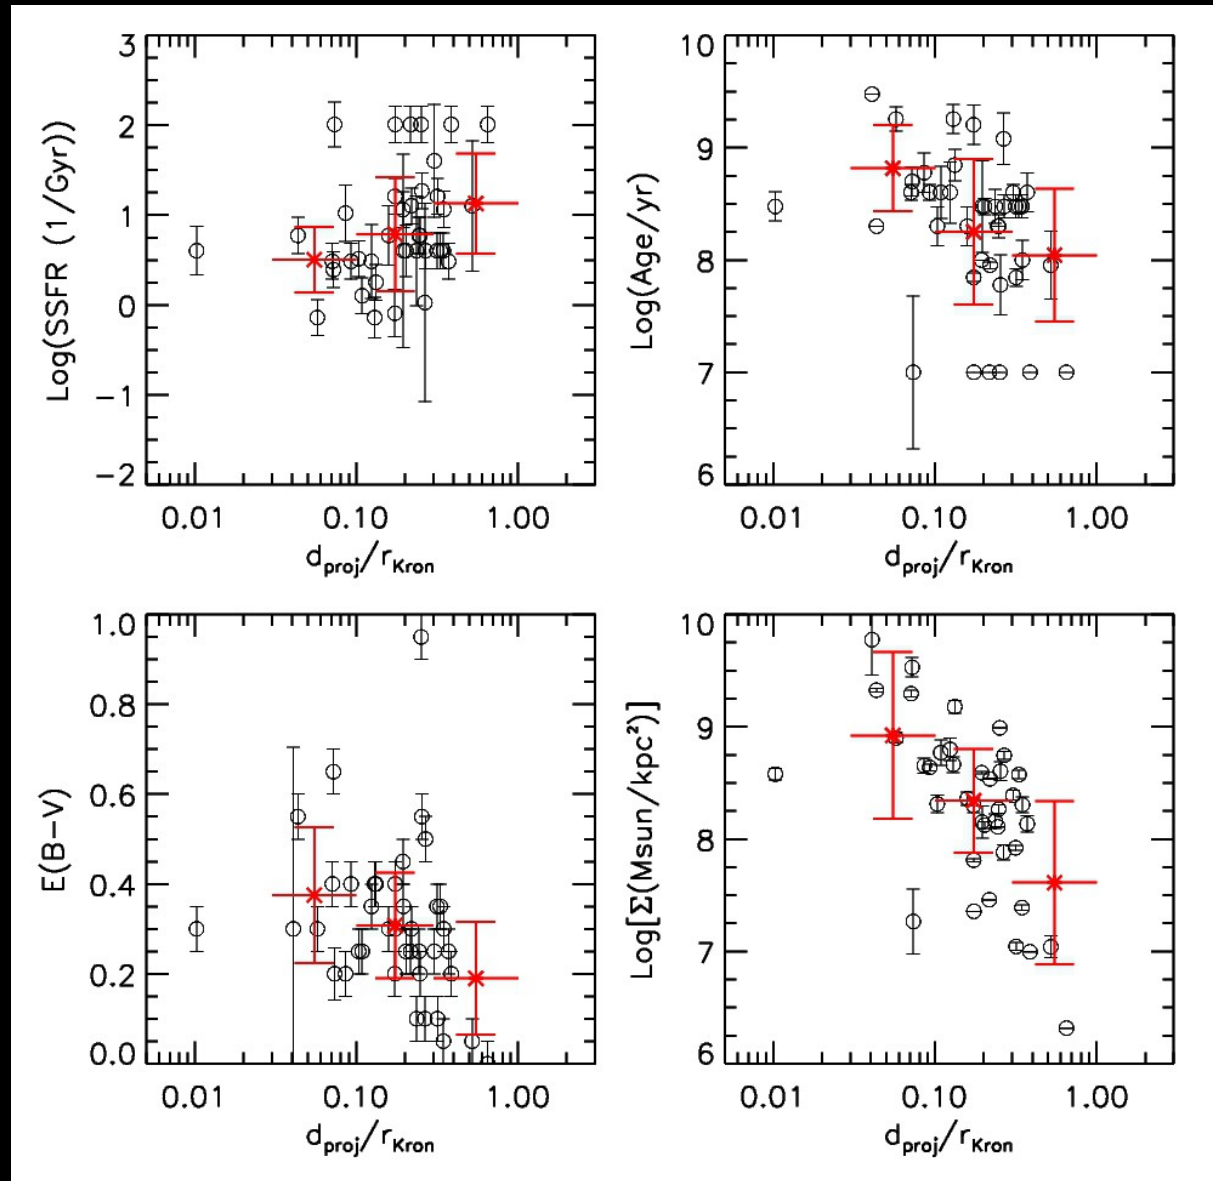 3
2
1
0
−1
−2
Log(SSFR (1/Gyr))
0.01 0.10 1.00
dproj/rKron
10
9
8
7
6
Log(Age/yr)
0.01 0.10 1.00
dproj/rKron
1.0
0.8
0.6
0.4
0.2
0.0
E(B−V)
0.01 0.10 1.00
dproj/rKron
10
9
8
7
6
Log[Σ(Msun/kpc²)]
0.01 0.10 1.00
dproj/rKron